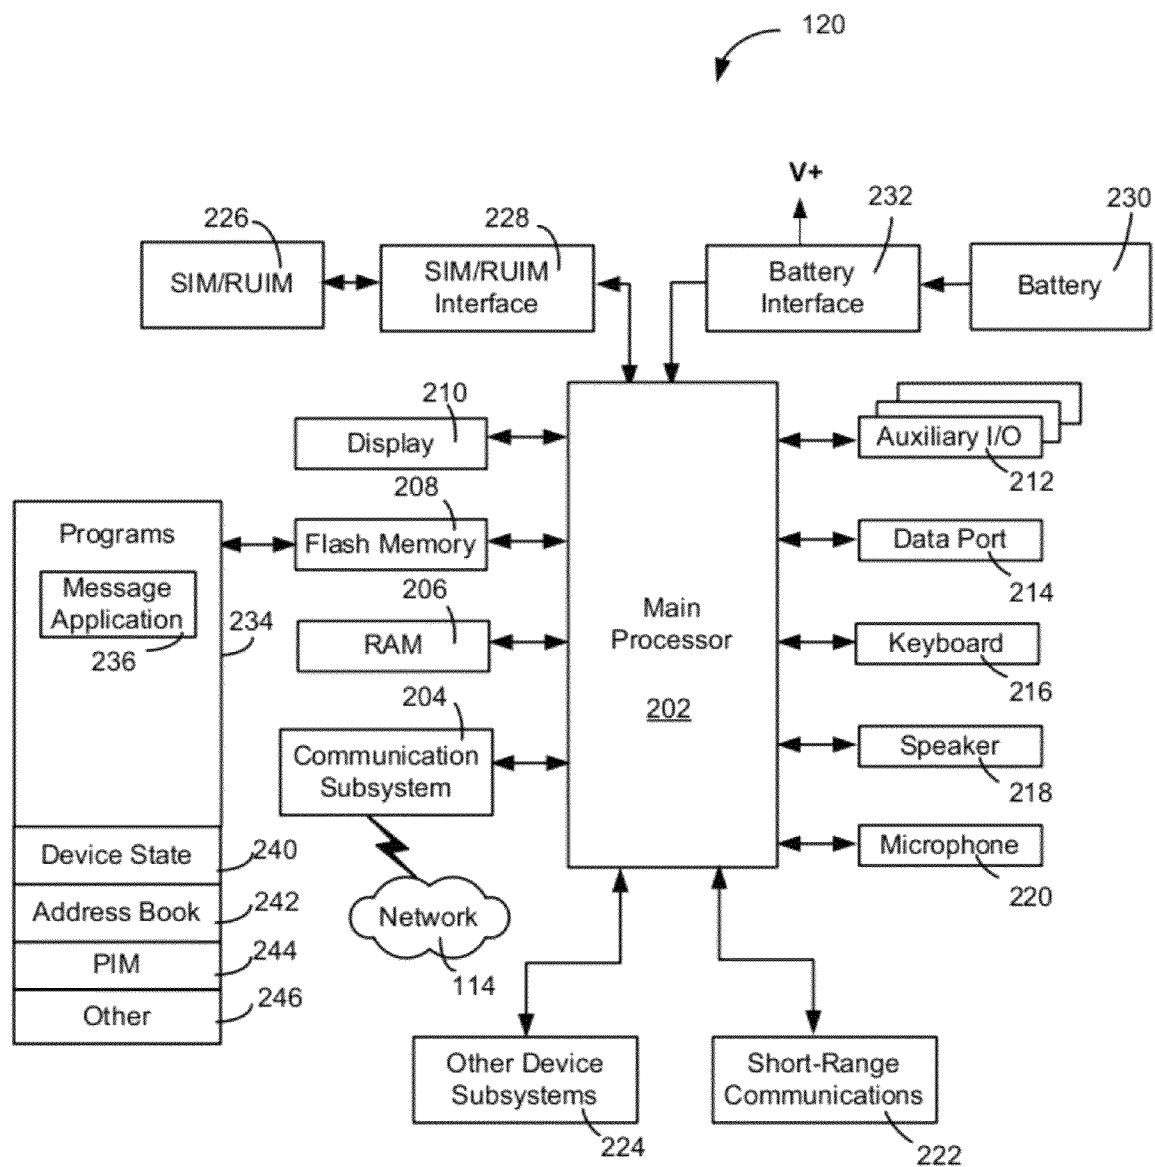 120
V+
232
230
226
228
SIM/RUIM
SIM/RUIM
Interface
Battery
Interface
Battery
210
Display
Auxiliary I/O
212
208
Programs
Flash Memory
Data Port
214
Message
Application
236
234
206
RAM
Main
Processor
202
Keyboard
216
204
Communication
Subsystem
Speaker
218
Device State
240
Microphone
220
Address Book
242
Network
114
PIM
244
Other
246
Other Device
Subsystems
224
Short-Range
Communications
222